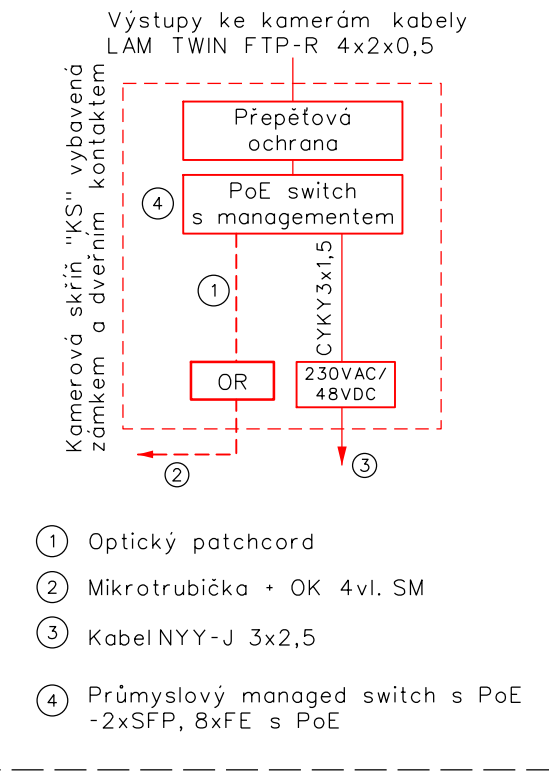 Výstupy ke kamerám kabely
LAM TWIN FTP-R 4x2x0,5
Kamerová skříň "KS" vybavená
zámkem a dveřním kontaktem
Přepěťová
ochrana
4
PoE switch
s managementem
1
CYKY3x1,5
OR
230VAC/
48VDC
2
3
1 Optický patchcord
2 Mikrotrubička + OK 4vl. SM
3 Kabel NYY-J 3x2,5
4 Průmyslový managed switch s PoE
-2xSFP, 8xFE s PoE